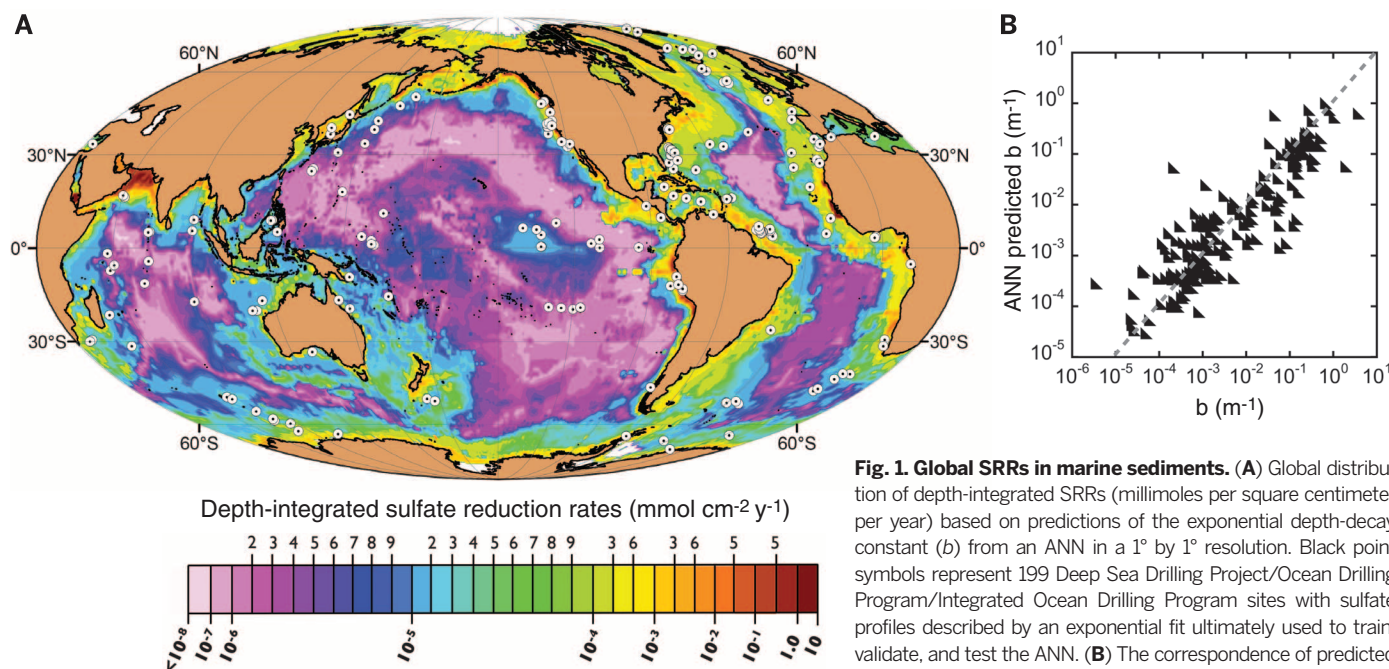 A
60°N
60°N
30°N
30°N
0°
0°
30°S
30°S
60°S
60°S
Depth-integrated sulfate reduction rates (mmol cm-2 y-1)
2 3 4 5 6 7 8 9 2 3 4 5 6 7 8 9 3 6 3 6 5 5
<10-8 10-7 10-6 10-5 10-4 10-3 10-2 10-1 1.0 10
B
ANN predicted b (m-1)
101
100
10-1
10-2
10-3
10-4
10-5
10-6 10-5 10-4 10-3 10-2 10-1 100 101
b (m-1)
Fig. 1. Global SRRs in marine sediments. (A) Global distribu
tion of depth-integrated SRRs (millimoles per square centimete
per year) based on predictions of the exponential depth-decay
constant (b) from an ANN in a 1° by 1° resolution. Black poin
symbols represent 199 Deep Sea Drilling Project/Ocean Drilling
Program/Integrated Ocean Drilling Program sites with sulfate
profiles described by an exponential fit ultimately used to train
validate, and test the ANN. (B) The correspondence of predicted